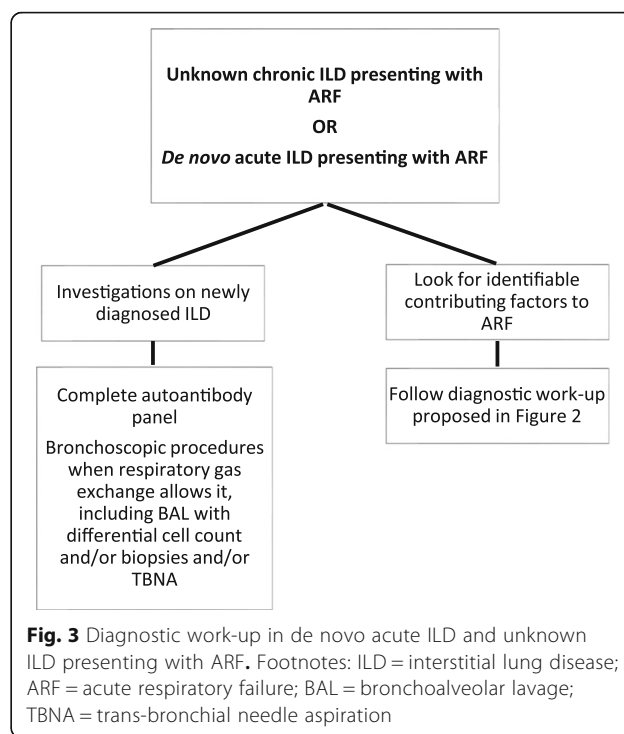 Unknown chronic ILD presenting with
ARF
OR
De novo acute ILD presenting with ARF
Investigations on newly
diagnosed ILD
Look for identifiable
contributing factors to
ARF
Complete autoantibody
panel
Bronchoscopic procedures
when respiratory gas
exchange allows it,
including BAL with
differential cell count
and/or biopsies and/or
TBNA
Follow diagnostic work-up
proposed in Figure 2
Fig. 3 Diagnostic work-up in de novo acute ILD and unknown
ILD presenting with ARF. Footnotes: ILD = interstitial lung disease;
ARF = acute respiratory failure; BAL = bronchoalveolar lavage;
TBNA = trans-bronchial needle aspiration